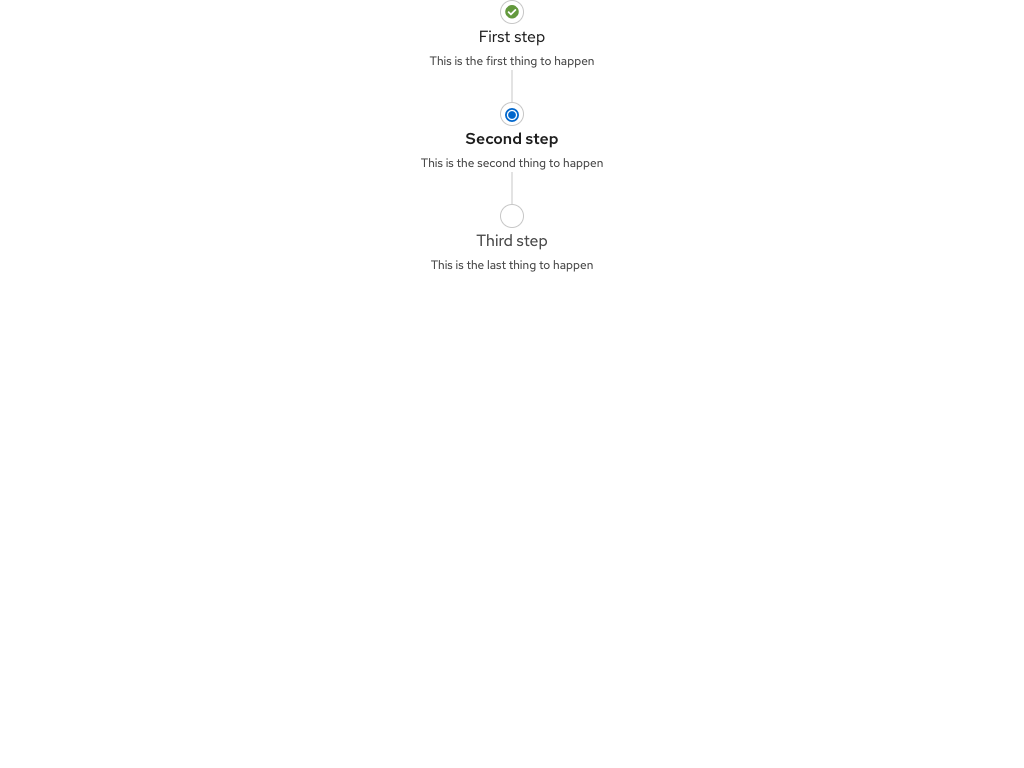 First step
This is the first thing to happen
Second step
This is the second thing to happen
Third step
This is the last thing to happen